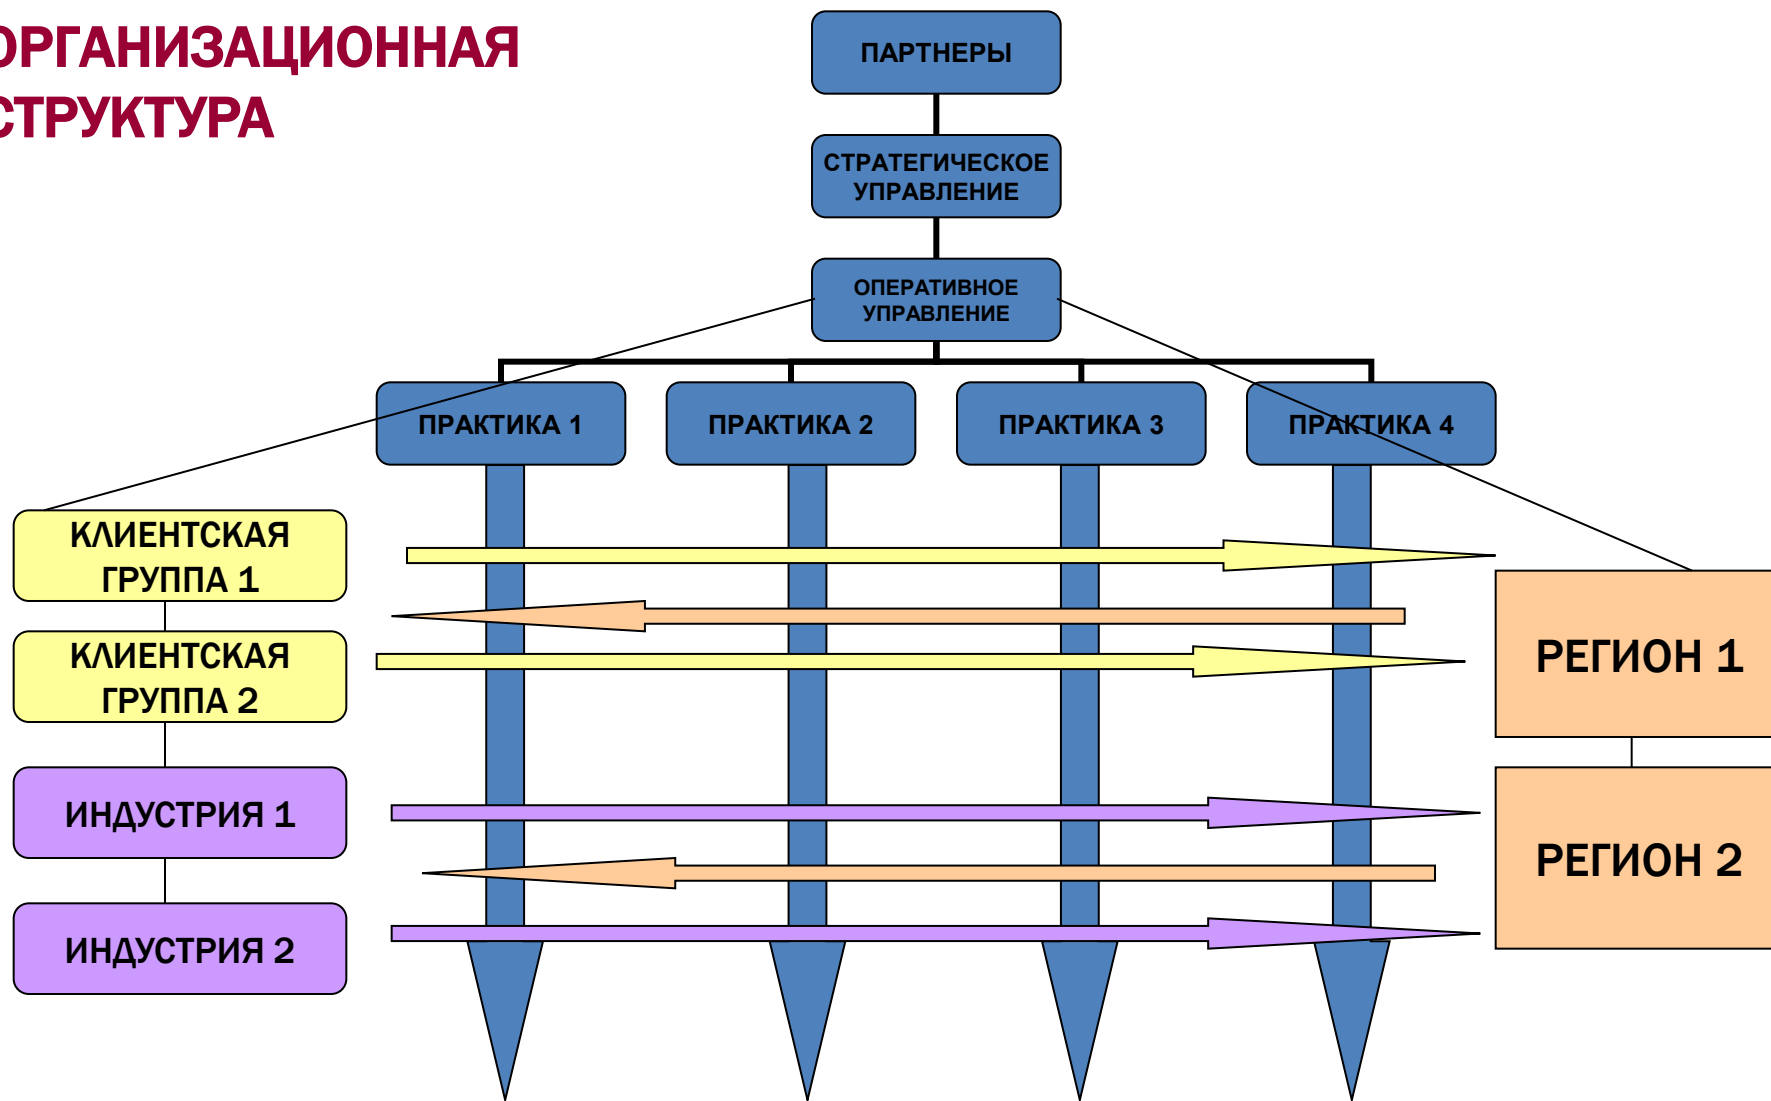 ОРГАНИЗАЦИОННАЯ
СТРУКТУРА
ПАРТНЕРЫ
СТРАТЕГИЧЕСКОЕ
УПРАВЛЕНИЕ
ОПЕРАТИВНОЕ
УПРАВЛЕНИЕ
ПРАКТИКА 1
ПРАКТИКА 2
ПРАКТИКА 3
ПРАКТИКА 4
КЛИЕНТСКАЯ
ГРУППА 1
КЛИЕНТСКАЯ
ГРУППА 2
ИНДУСТРИЯ 1
ИНДУСТРИЯ 2
РЕГИОН 1
РЕГИОН 2